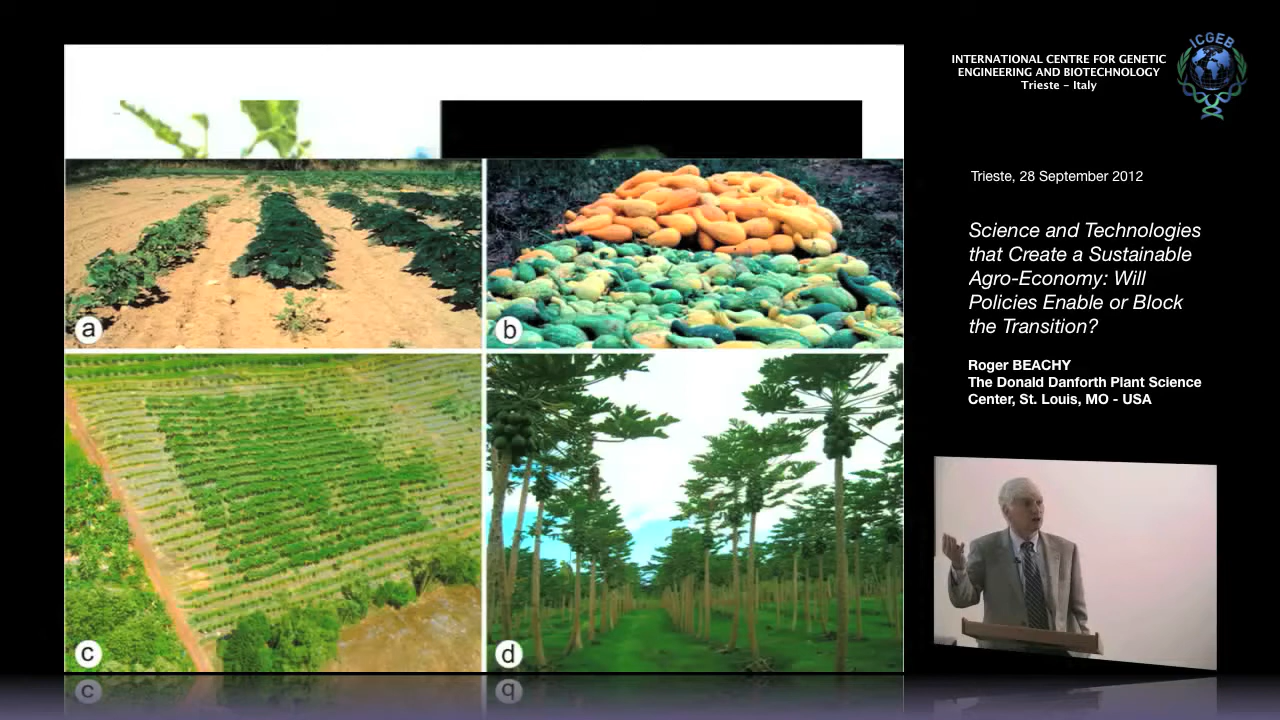 INTERNATIONAL CENTRE FOR GENETIC
ENGINEERING AND BIOTECHNOLOGY
Trieste – Italy
ICGEB
Trieste, 28 September 2012
Science and Technologies
that Create a Sustainable
Agro-Economy: Will
Policies Enable or Block
the Transition?
Roger BEACHY
The Donald Danforth Plant Science
Center, St. Louis, MO - USA
a
b
c
d